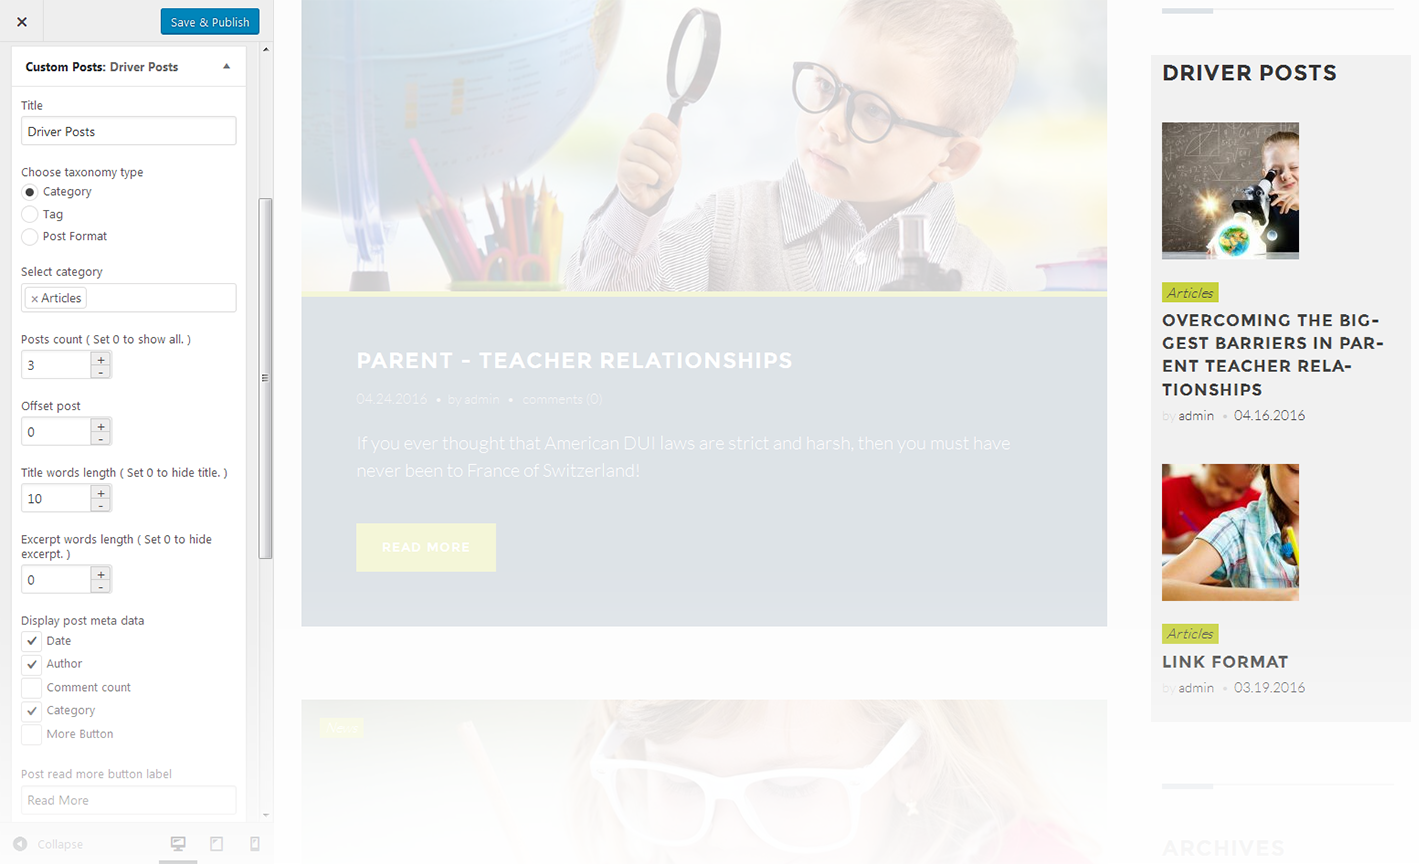 Save & Publish
Custom Posts: Driver Posts
Title
Driver Posts
Choose taxonomy type
Category
Tag
Post Format
Select category
× Articles
Posts count ( Set 0 to show all. )
3
+
-
Offset post
0
+
-
Title words length ( Set 0 to hide title. )
10
+
-
Excerpt words length ( Set 0 to hide
excerpt. )
0
+
-
Display post meta data
Date
Author
Comment count
Category
More Button
Post read more button label
Read More
Collapse
PARENT - TEACHER RELATIONSHIPS
04.24.2016 • by admin • comments (0)
If you ever thought that American DUI laws are strict and harsh, then you must have
never been to France of Switzerland!
READ MORE
DRIVER POSTS
Articles
OVERCOMING THE BIG-
GEST BARRIERS IN PAR-
ENT TEACHER RELA-
TIONSHIPS
by admin • 04.16.2016
Articles
LINK FORMAT
by admin • 03.19.2016
ARCHIVES